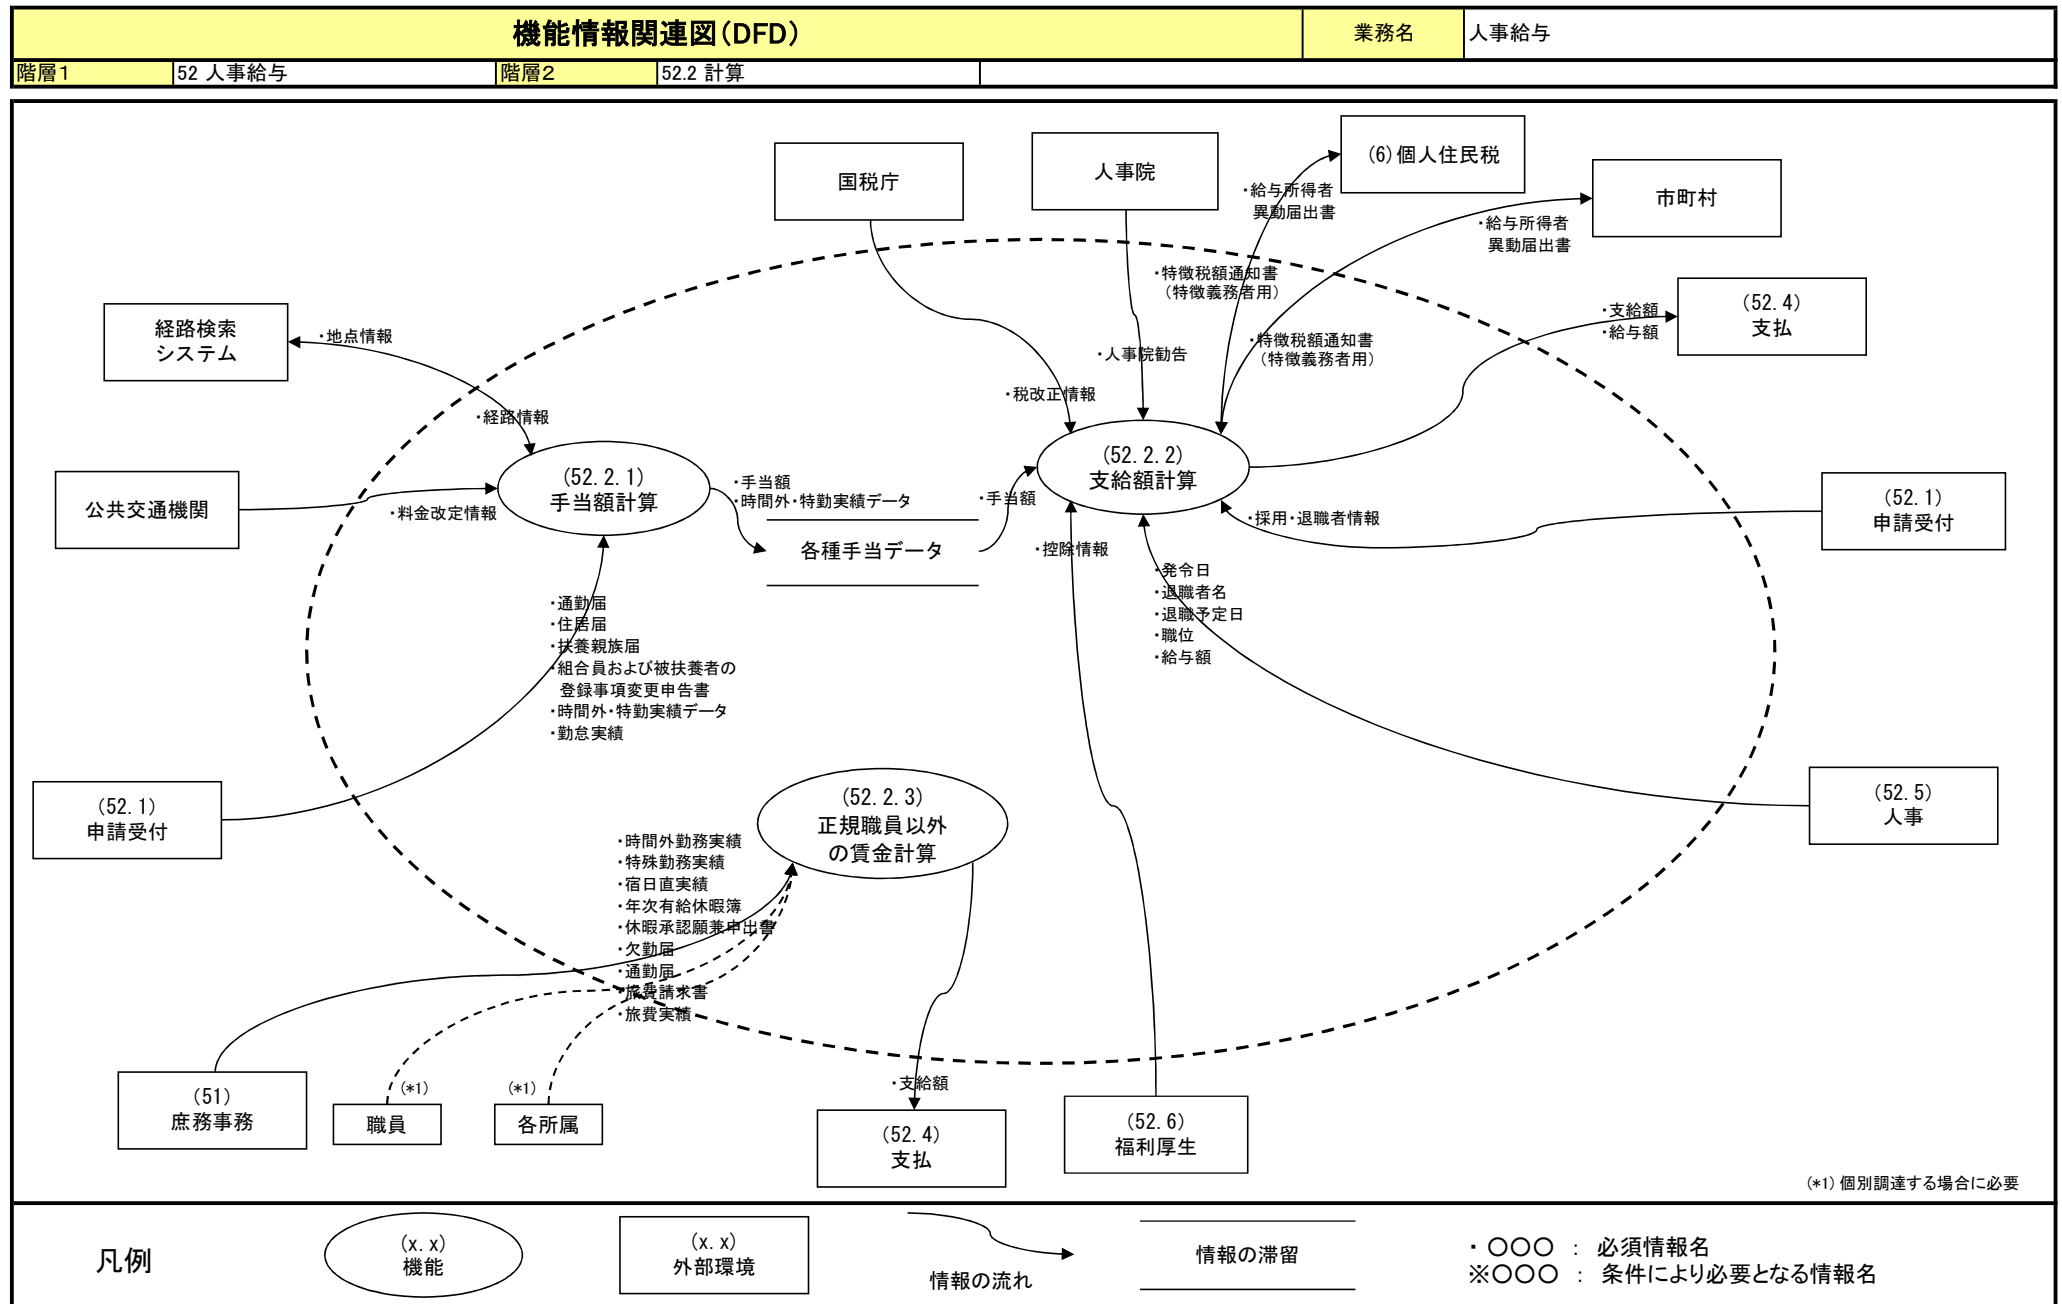 機能情報関連図(DFD)
業務名
人事給与
階層1
52 人事給与
階層2
52.2 計算
国税庁
人事院
(6)個人住民税
市町村
・給与所得者
異動届出書
・給与所得者
異動届出書
・特徴税額通知書
(特徴義務者用)
・特徴税額通知書
(特徴義務者用)
経路検索
システム
・地点情報
・経路情報
・人事院勧告
・税改正情報
・支給額
・給与額
(52.4)
支払
公共交通機関
・料金改定情報
(52.2.1)
手当額計算
・手当額
・時間外・特勤実績データ
各種手当データ
・手当額
(52.2.2)
支給額計算
・採用・退職者情報
(52.1)
申請受付
・控除情報
・発令日
・退職者名
・退職予定日
・職位
・給与額
・通勤届
・住居届
・扶養親族届
・組合員および被扶養者の
登録事項変更申告書
・時間外・特勤実績データ
・勤怠実績
(52.1)
申請受付
(52.2.3)
正規職員以外
の賃金計算
(52.5)
人事
・時間外勤務実績
・特殊勤務実績
・宿日直実績
・年次有給休暇簿
・休暇承認願兼申出書
・欠勤届
・通勤届
・旅費請求書
・旅費実績
(51)
庶務事務
(*1)
職員
(*1)
各所属
・支給額
(52.4)
支払
(52.6)
福利厚生
(*1) 個別調達する場合に必要
凡例
(x.x)
機能
(x.x)
外部環境
情報の流れ
情報の滞留
・ 〇〇〇 : 必須情報名
※〇〇〇 : 条件により必要となる情報名